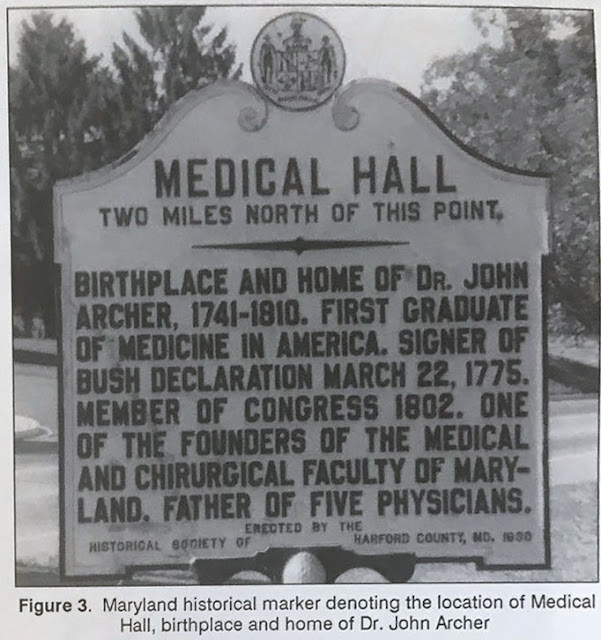 MEDICAL HALL
TWO MILES NORTH OF THIS POINT.
BIRTHPLACE AND HOME OF DR. JOHN
ARCHER, 1741-1810. FIRST GRADUATE
OF MEDICINE IN AMERICA. SIGNER OF
BUSH DECLARATION MARCH 22, 1775.
MEMBER OF CONGRESS 1802. ONE
OF THE FOUNDERS OF THE MEDICAL
AND CHIRURGICAL FACULTY OF MARY-
LAND. FATHER OF FIVE PHYSICIANS.
ERECTED BY THE
HISTORICAL SOCIETY OF HARFORD COUNTY, MD. 1930
Figure 3. Maryland historical marker denoting the location of Medical
Hall, birthplace and home of Dr. John Archer